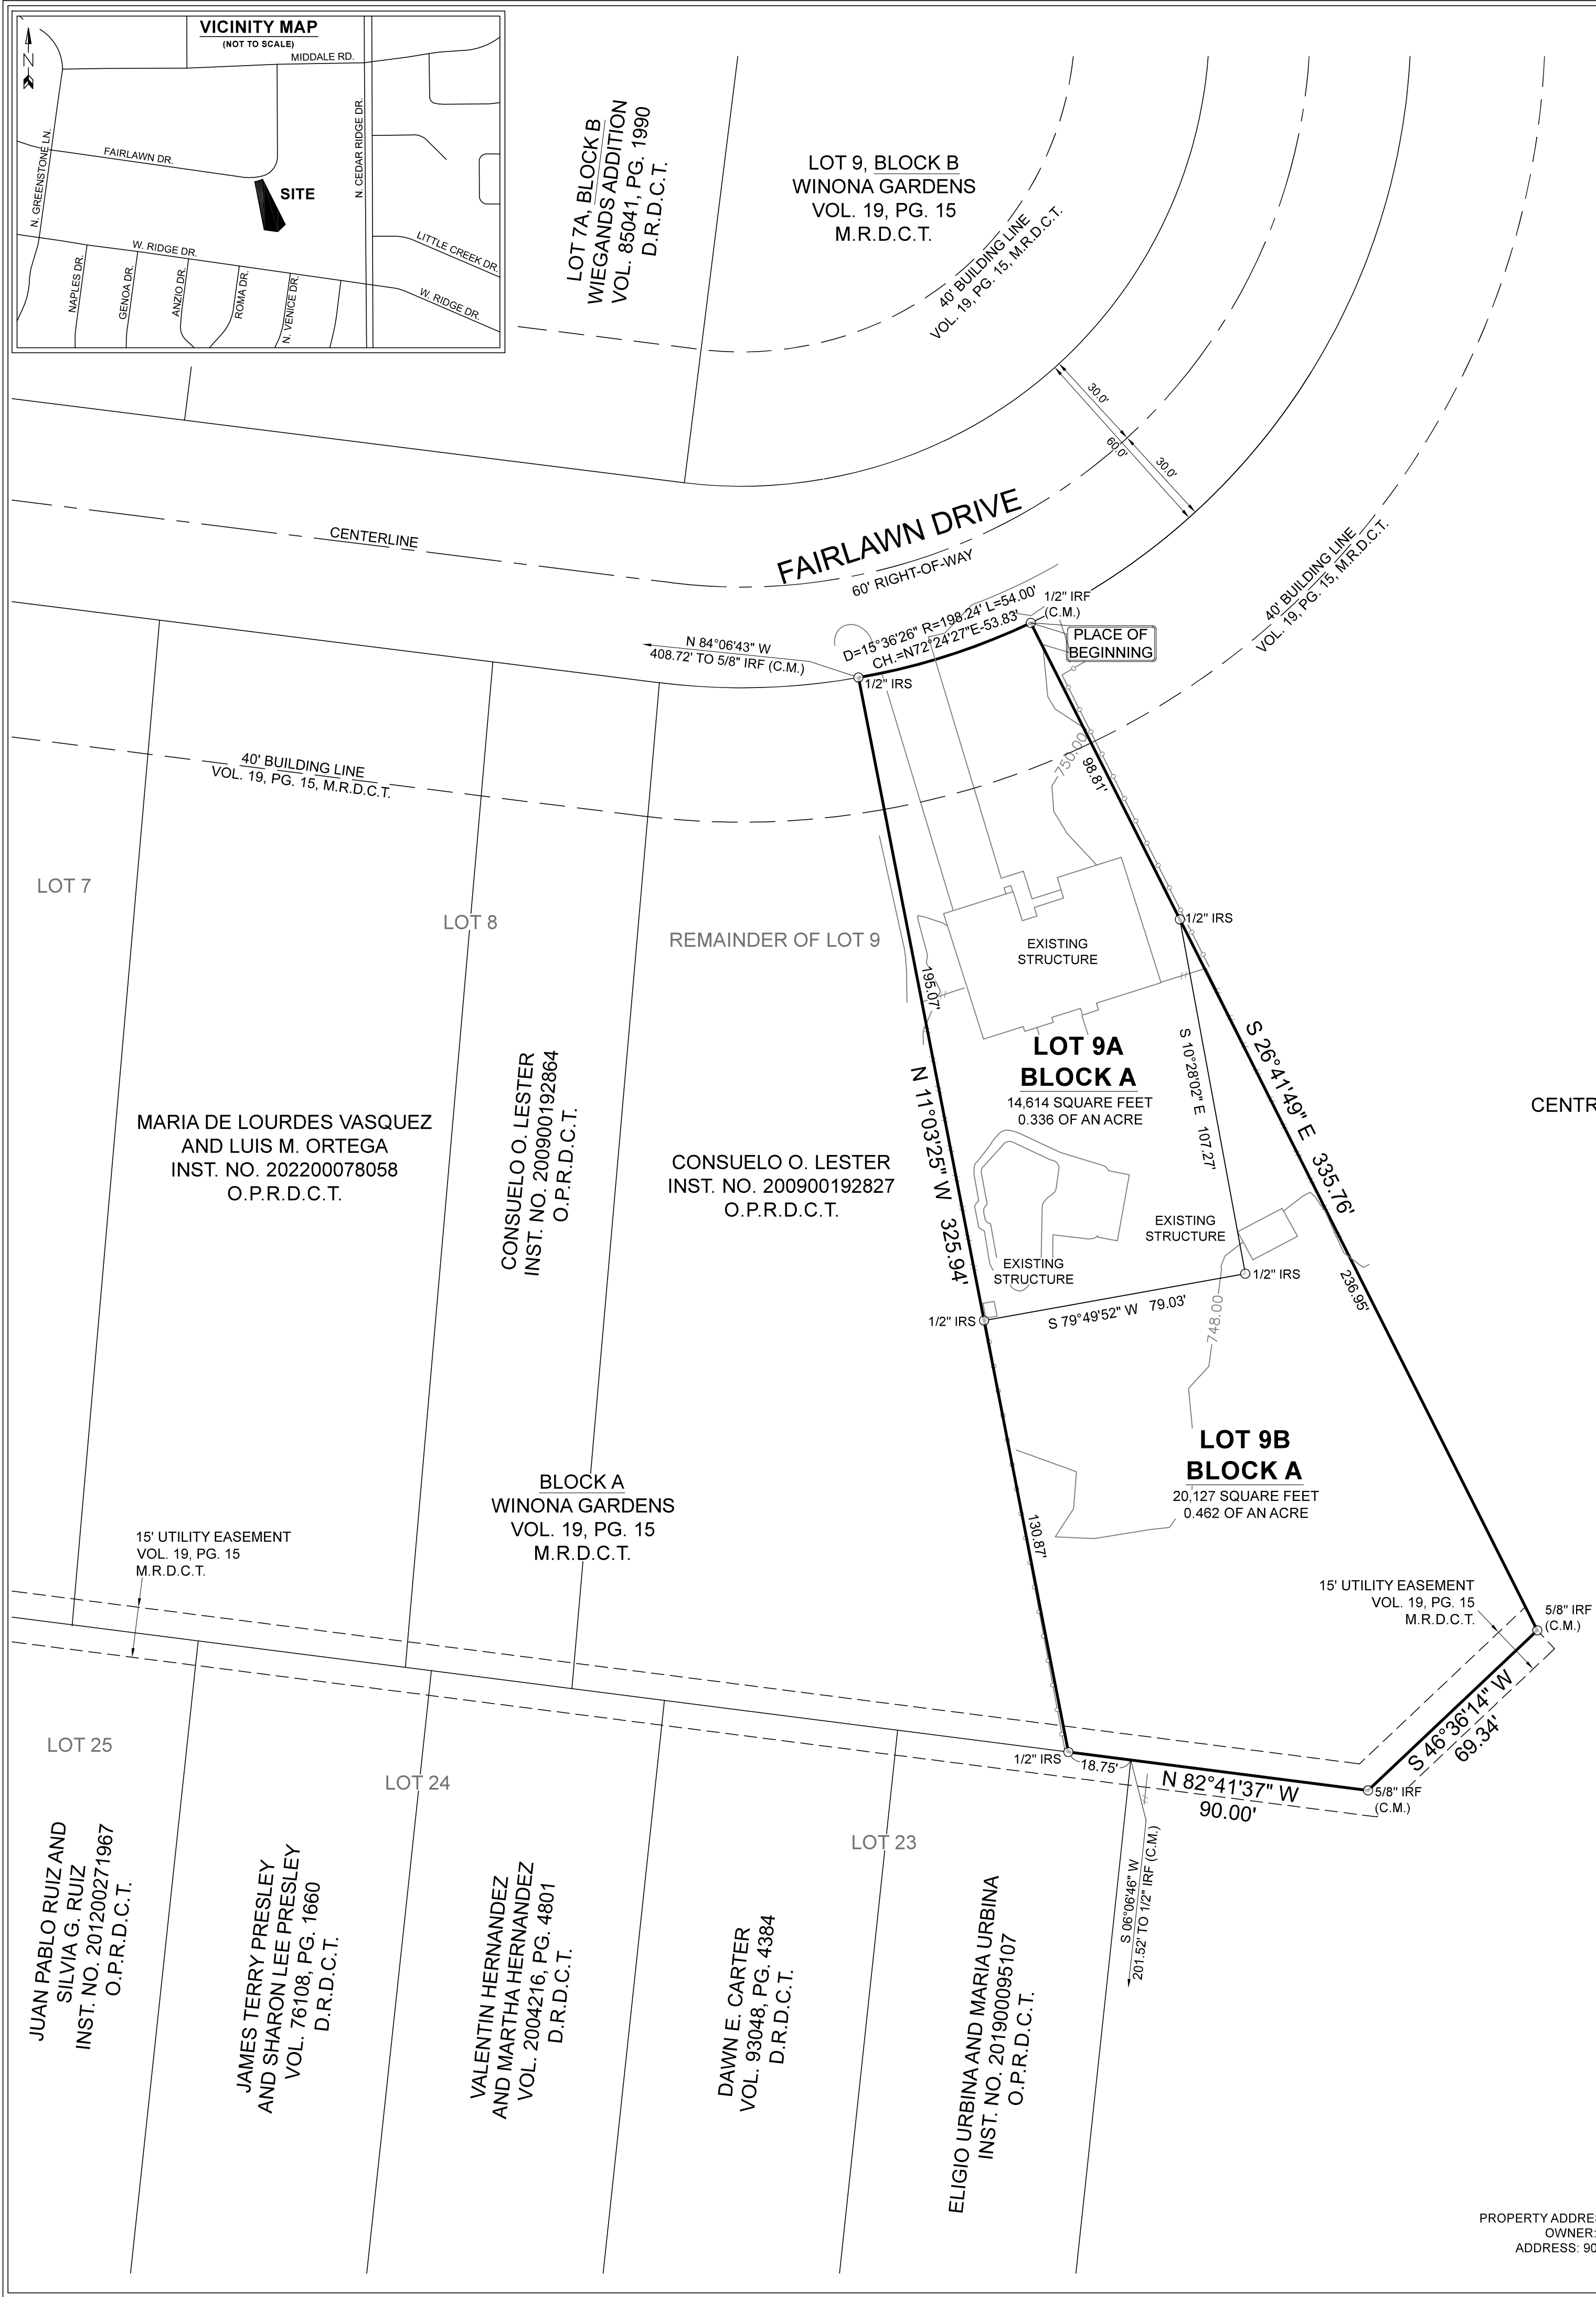 VICINITY MAP
(NOT TO SCALE)
N
MIDDALE RD.
N. GREENSTONE LN.
FAIRLAWN DR.
N. CEDAR RIDGE DR.
SITE
W. RIDGE DR.
LITTLE CREEK DR.
W. RIDGE DR.
NAPLES DR.
GENOA DR.
ANZIO DR.
ROMA DR.
N. VENICE DR.
LOT 7A, BLOCK B
WIEGANDS ADDITION
VOL. 85041, PG. 1990
D.R.D.C.T.
LOT 9, BLOCK B
WINONA GARDENS
VOL. 19, PG. 15
M.R.D.C.T.
40' BUILDING LINE
VOL. 19, PG. 15, M.R.D.C.T.
30.0'
60.0'
30.0'
CENTERLINE
FAIRLAWN DRIVE
60' RIGHT-OF-WAY
40' BUILDING LINE
VOL. 19, PG. 15, M.R.D.C.T.
N 84°06'43" W
408.72' TO 5/8" IRF (C.M.)
D=15°36'26" R=198.24' L=54.00'
CH.=N72°24'27"E-53.83'
1/2" IRF
(C.M.)
PLACE OF
BEGINNING
1/2" IRS
40' BUILDING LINE
VOL. 19, PG. 15, M.R.D.C.T.
750.00
98.81'
LOT 7
LOT 8
REMAINDER OF LOT 9
1/2" IRS
EXISTING
STRUCTURE
195.07'
LOT 9A
BLOCK A
14,614 SQUARE FEET
0.336 OF AN ACRE
S 10°28'02" E 107.27'
S 26°41'49" E 335.76'
N 11°03'25" W 325.94'
CENTR
MARIA DE LOURDES VASQUEZ
AND LUIS M. ORTEGA
INST. NO. 202200078058
O.P.R.D.C.T.
CONSUELO O. LESTER
INST. NO. 200900192864
O.P.R.D.C.T.
CONSUELO O. LESTER
INST. NO. 200900192827
O.P.R.D.C.T.
EXISTING
STRUCTURE
EXISTING
STRUCTURE
1/2" IRS
236.95'
1/2" IRS
S 79°49'52" W 79.03'
748.00
LOT 9B
BLOCK A
20,127 SQUARE FEET
0.462 OF AN ACRE
BLOCK A
WINONA GARDENS
VOL. 19, PG. 15
M.R.D.C.T.
130.87'
15' UTILITY EASEMENT
VOL. 19, PG. 15
M.R.D.C.T.
15' UTILITY EASEMENT
VOL. 19, PG. 15
M.R.D.C.T.
5/8" IRF
(C.M.)
S 46°36'14" W
69.34'
1/2" IRS
18.75'
N 82°41'37" W
90.00'
5/8" IRF
(C.M.)
LOT 25
LOT 24
LOT 23
S 06°06'46" W
201.52' TO 1/2" IRF (C.M.)
JUAN PABLO RUIZ AND
SILVIA G. RUIZ
INST. NO. 201200271967
O.P.R.D.C.T.
JAMES TERRY PRESLEY
AND SHARON LEE PRESLEY
VOL. 76108, PG. 1660
D.R.D.C.T.
VALENTIN HERNANDEZ
AND MARTHA HERNANDEZ
VOL. 2004216, PG. 4801
D.R.D.C.T.
DAWN E. CARTER
VOL. 93048, PG. 4384
D.R.D.C.T.
ELIGIO URBINA AND MARIA URBINA
INST. NO. 201900095107
O.P.R.D.C.T.
PROPERTY ADDRE
OWNER:
ADDRESS: 90